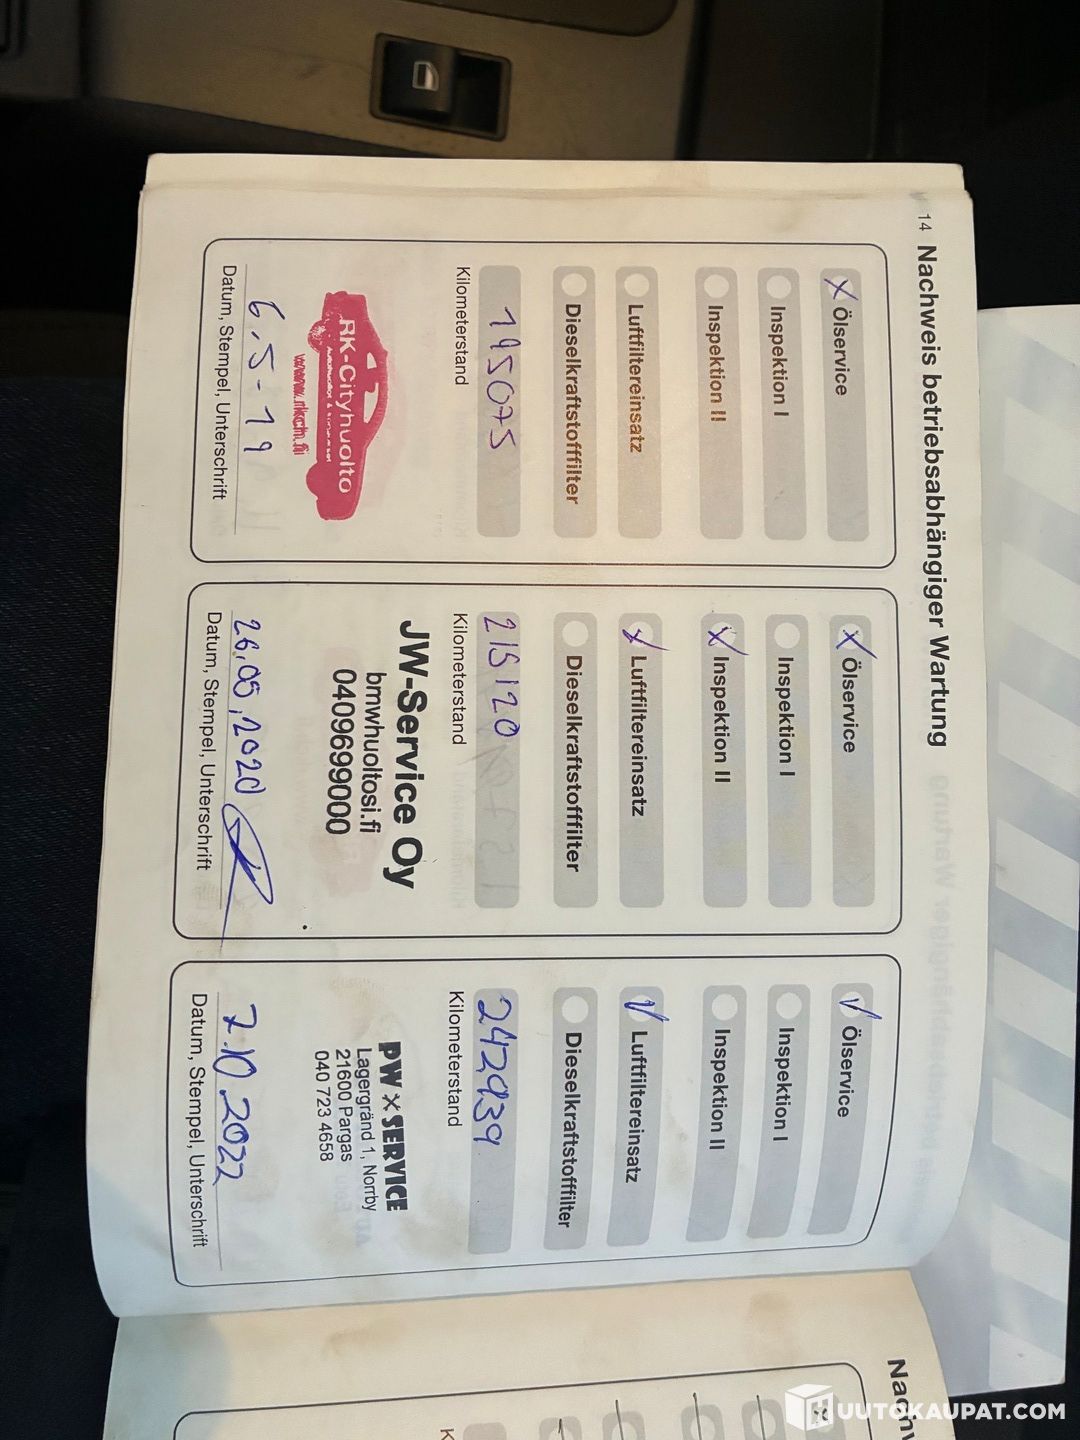 14 Nachweis betriebsabhängiger Wartung
X Ölservice
Inspektion I
Inspektion II
Luftfiltereinsatz
Dieselkraftstofffilter
195075
Kilometerstand
RK-Cityhuolto
6.5-19
Datum, Stempel, Unterschrift
X Ölservice
Inspektion I
X Inspektion II
X Luftfiltereinsatz
Dieselkraftstofffilter
215120
Kilometerstand
JW-Service Oy
bmwhuoltosi.fi
0409699000
26.05.2020
Datum, Stempel, Unterschrift
Ölservice
Inspektion I
Inspektion II
Luftfiltereinsatz
Dieselkraftstofffilter
242939
Kilometerstand
PW X SERVICE
Lagergränd 1, Norrby
21600 Pargas
040 723 4658
7.10 2022
Datum, Stempel, Unterschrift
UUTOKAUPAT.COM